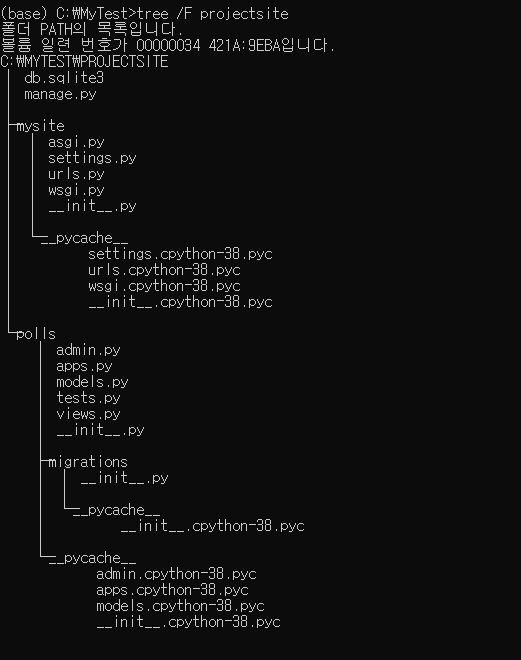 (base) C:\MyTest>tree /F projectsite
폴더 PATH의 목록입니다.
볼륨 일련 번호가 00000034 421A:9EBA입니다.
C:\MYTEST\PROJECTSITE
│  db.sqlite3
│  manage.py
│
├─mysite
│  │  asgi.py
│  │  settings.py
│  │  urls.py
│  │  wsgi.py
│  │  __init__.py
│  │
│  └─__pycache__
│          settings.cpython-38.pyc
│          urls.cpython-38.pyc
│          wsgi.cpython-38.pyc
│          __init__.cpython-38.pyc
│
└─polls
    │  admin.py
    │  apps.py
    │  models.py
    │  tests.py
    │  views.py
    │  __init__.py
    │
    ├─migrations
    │  │  __init__.py
    │  │
    │  └─__pycache__
    │          __init__.cpython-38.pyc
    │
    └─__pycache__
            admin.cpython-38.pyc
            apps.cpython-38.pyc
            models.cpython-38.pyc
            __init__.cpython-38.pyc